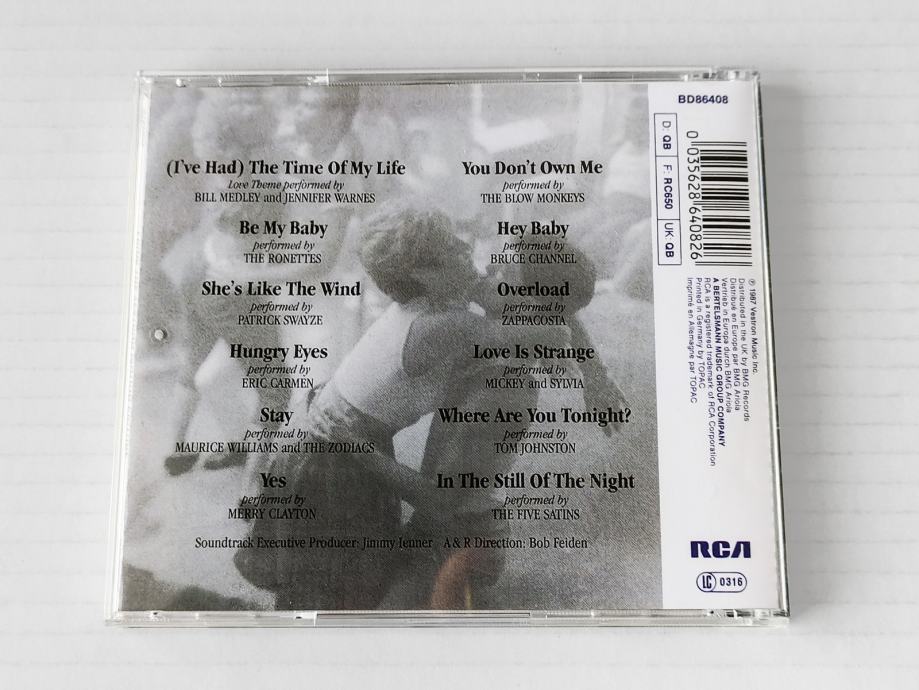 (I've Had) The Time Of My Life
Love Theme performed by
BILL MEDLEY and JENNIFER WARNES
Be My Baby
performed by
THE RONETTES
She's Like The Wind
performed by
PATRICK SWAYZE
Hungry Eyes
performed by
ERIC CARMEN
Stay
performed by
MAURICE WILLIAMS and THE ZODIACS
Yes
performed by
MERRY CLAYTON
You Don't Own Me
performed by
THE BLOW MONKEYS
Hey Baby
performed by
BRUCE CHANNEL
Overload
performed by
ZAPPACOSTA
Love Is Strange
performed by
MICKEY and SYLVIA
Where Are You Tonight?
performed by
TOM JOHNSTON
In The Still Of The Night
performed by
THE FIVE SATINS
Soundtrack Executive Producer: Jimmy Ienner A & R Direction: Bob Feiden
BD86408
D: QB F: RC650 UK: QB
0 035628 640826
℗ 1987 Vestron Music Inc.
Distributed in the UK by BMG Records
Distribué en Europe par BMG Ariola
Vertrieb in Europa durch BMG Ariola
A BERTELSMANN MUSIC GROUP COMPANY
RCA is a registered trademark of RCA Corporation
Printed in Germany by TOPAC
Imprimé en Allemagne par TOPAC
RCA
LC 0316